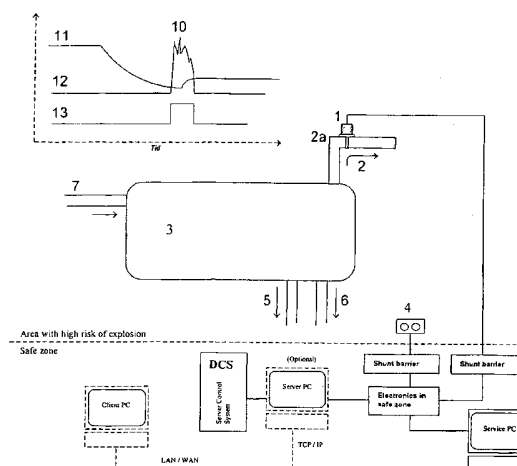 10
11
12
13
Tid
1
2a
2
7
3
5
6
4
Area with high risk of explosion
Safe zone
Shunt barrier
Shunt barrier
DCS
Server Control
System
(Optional)
Server PC
Electronics in
safe zone
Client PC
Service PC
TCP / IP
LAN / WAN